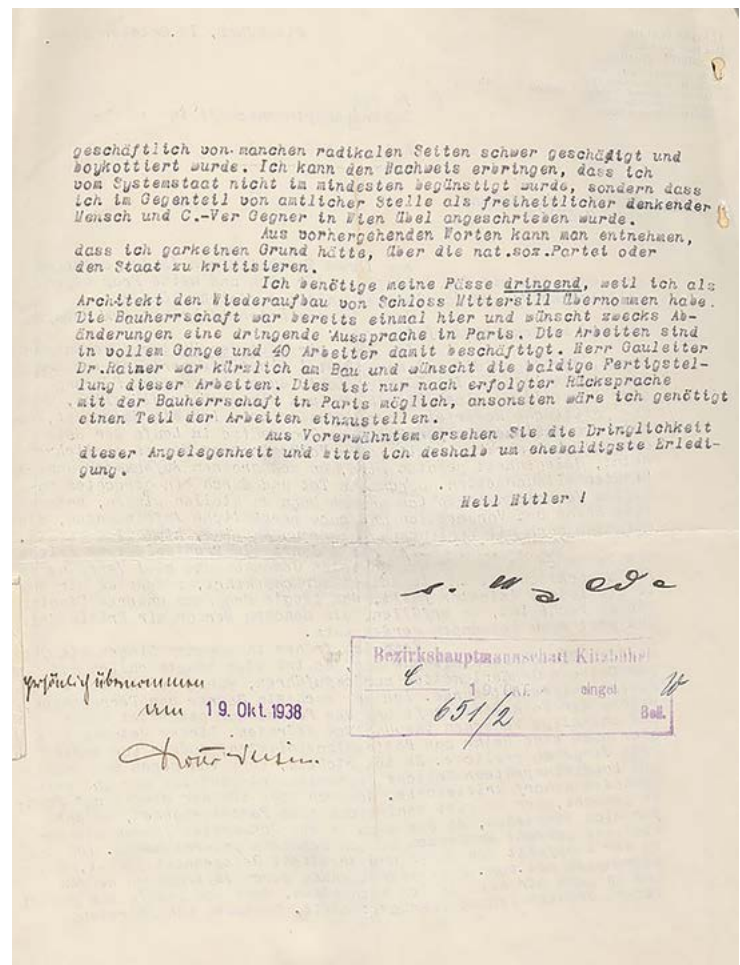 geschäftlich von manchen radikalen Seiten schwer geschädigt und
boykottiert wurde. Ich kann den Nachweis erbringen, dass ich
vom Systemstaat nicht im mindesten begünstigt wurde, sondern dass
ich im Gegenteil von amtlicher Stelle als freiheitlicher denkender
Mensch und C.-Ver Gegner in Wien übel angeschrieben wurde.
Aus vorhergehenden Worten kann man entnehmen,
dass ich garkeinen Grund hätte, über die nat.soz.Partei oder
den Staat zu kritisieren.
Ich benötige meine Pässe dringend, weil ich als
Architekt den Wiederaufbau von Schloss Mittersill übernommen habe.
Die Bauherrschaft war bereits einmal hier und wünscht zwecks Ab-
änderungen eine dringende Aussprache in Paris. Die Arbeiten sind
in vollem Gange und 40 Arbeiter damit beschäftigt. Herr Gauleiter
Dr.Rainer war kürzlich am Bau und wünscht die baldige Fertigstel-
lung dieser Arbeiten. Dies ist nur nach erfolgter Rücksprache
mit der Bauherrschaft in Paris möglich, ansonsten wäre ich genötigt
einen Teil der Arbeiten einzustellen.
Aus Vorerwähntem ersehen Sie die Dringlichkeit
dieser Angelegenheit und bitte ich deshalb um ehebaldigste Erledi-
gung.
Heil Hitler !
Bezirkshauptmannschaft Kitzbühel
eingel.
651/2 Beil.
persönlich übernommen
am 19. Okt. 1938